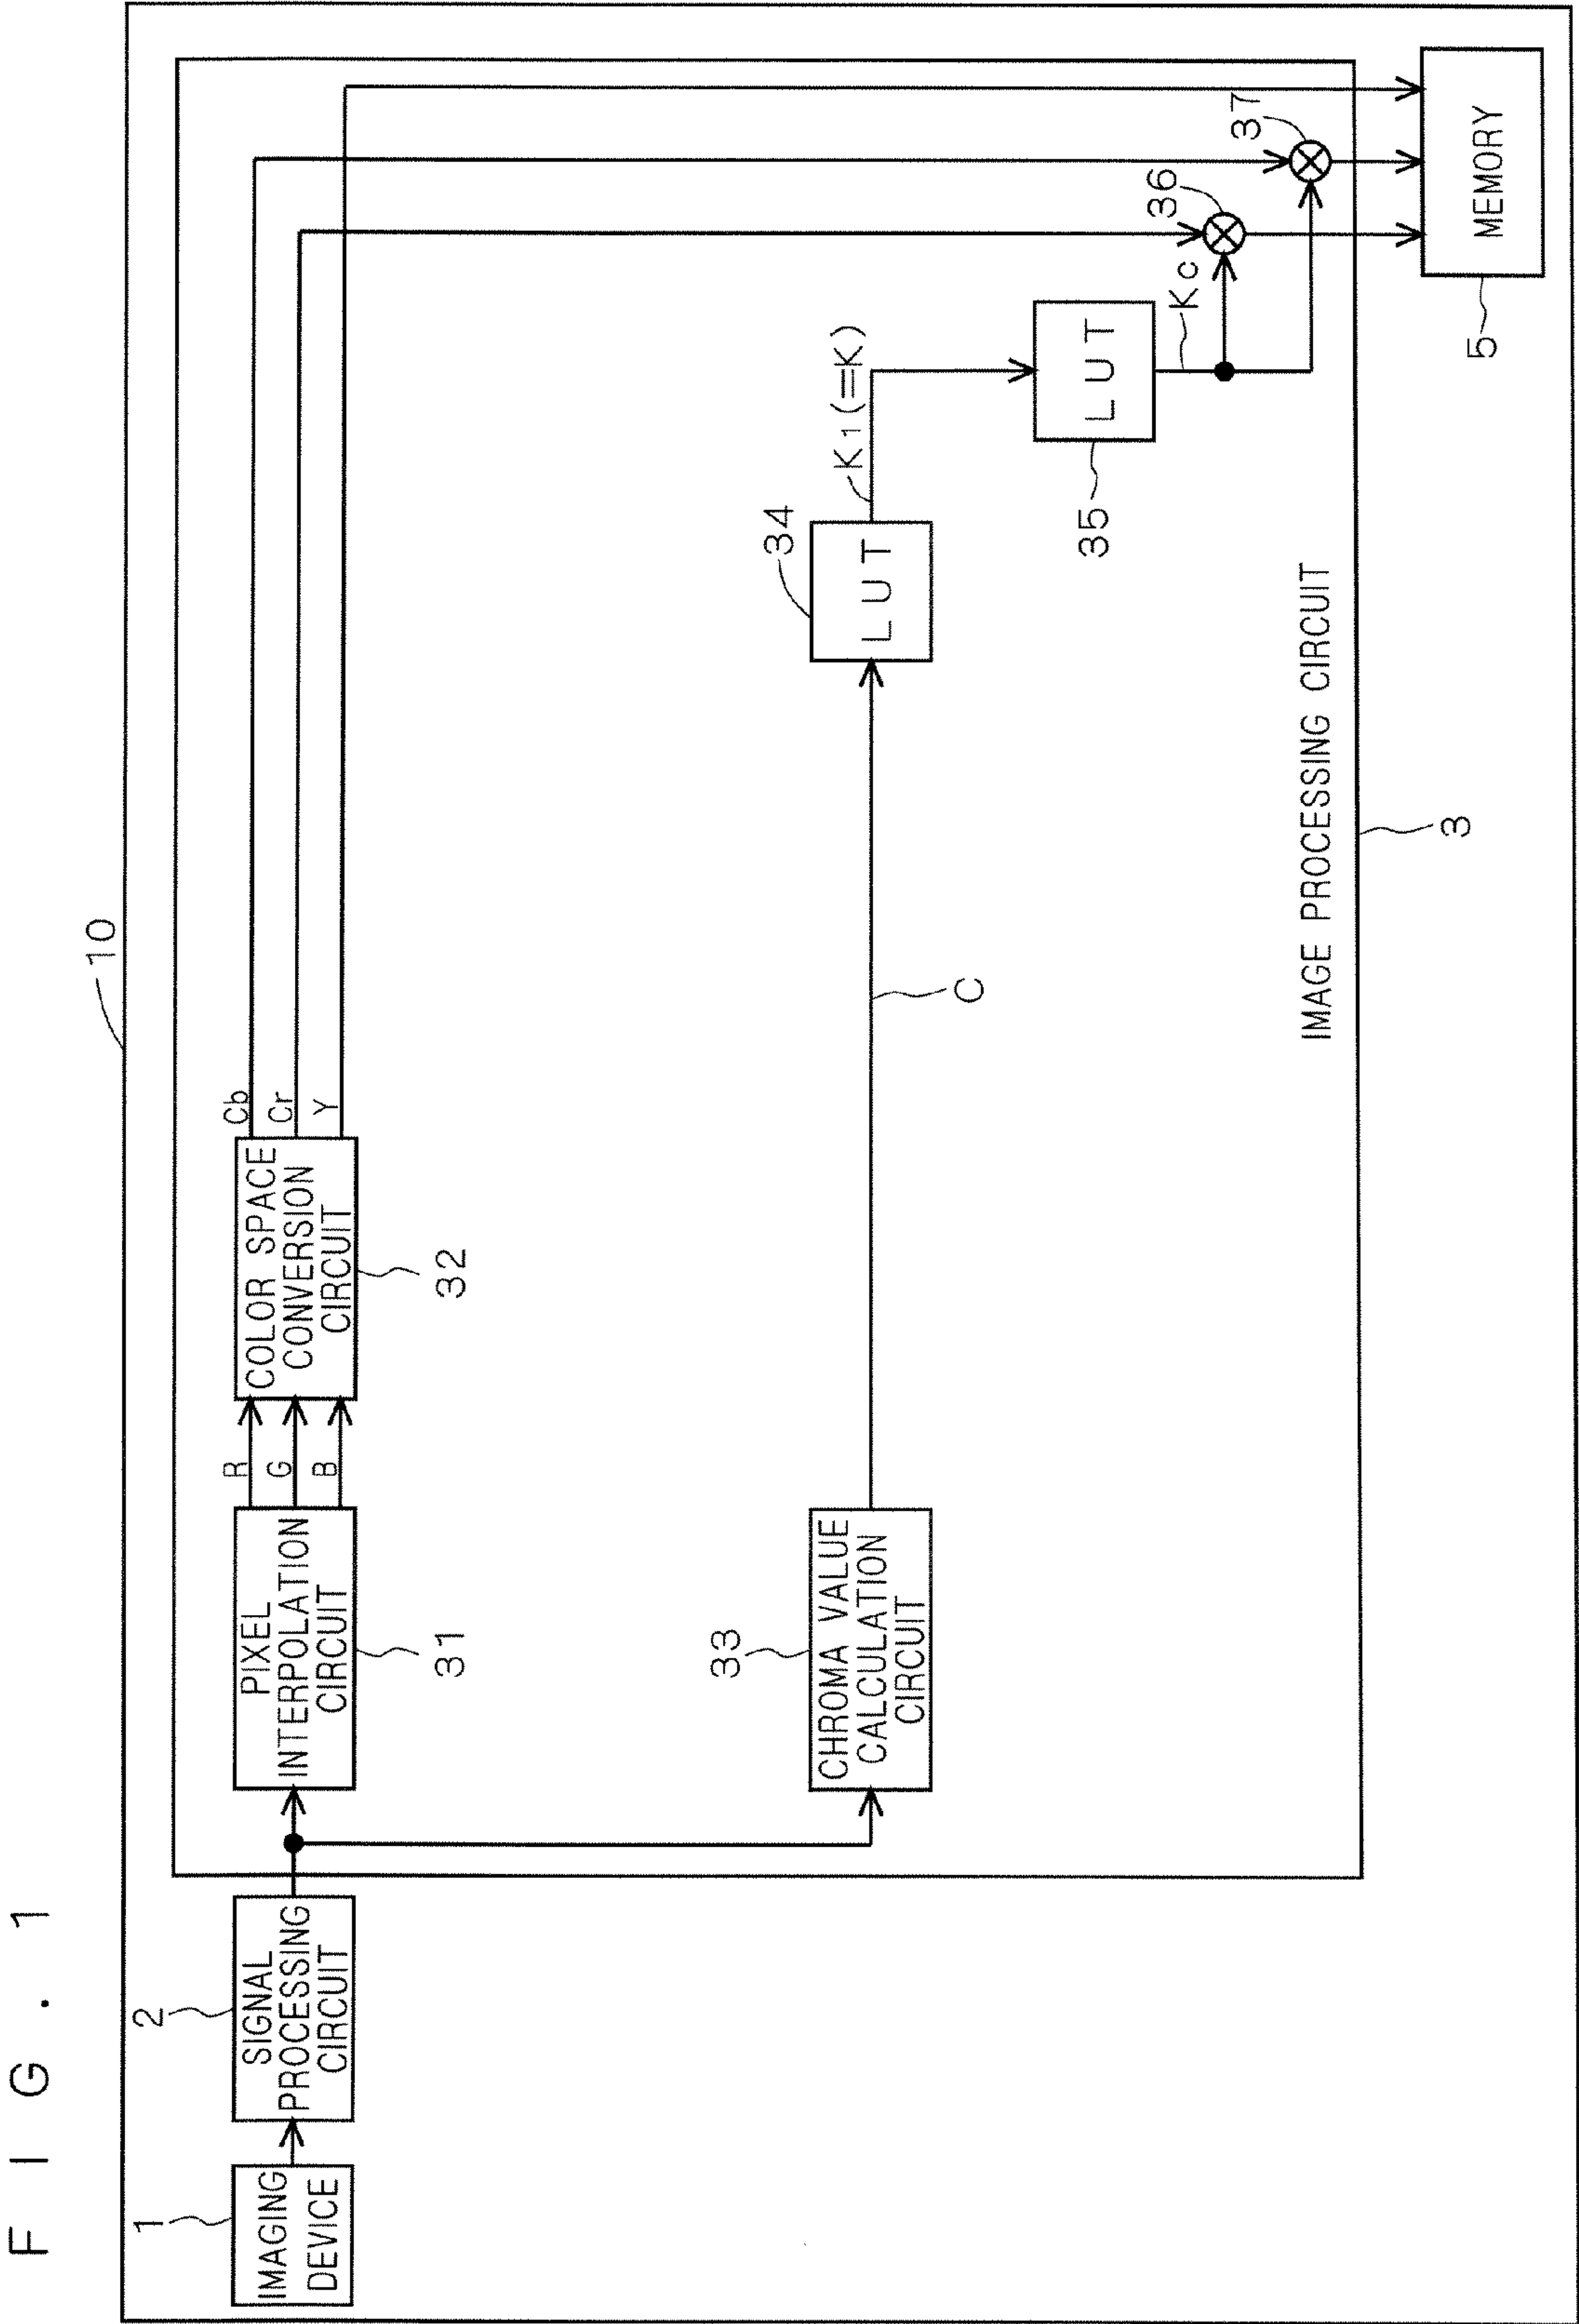 FIG. 1
10
1
IMAGING
DEVICE
2
SIGNAL
PROCESSING
CIRCUIT
PIXEL
INTERPOLATION
CIRCUIT
31
R
G
B
COLOR SPACE
CONVERSION
CIRCUIT
32
Cb
Cr
Y
33
CHROMA VALUE
CALCULATION
CIRCUIT
C
34
LUT
K1(=K)
LUT
35
Kc
36
37
IMAGE PROCESSING CIRCUIT
3
MEMORY
5